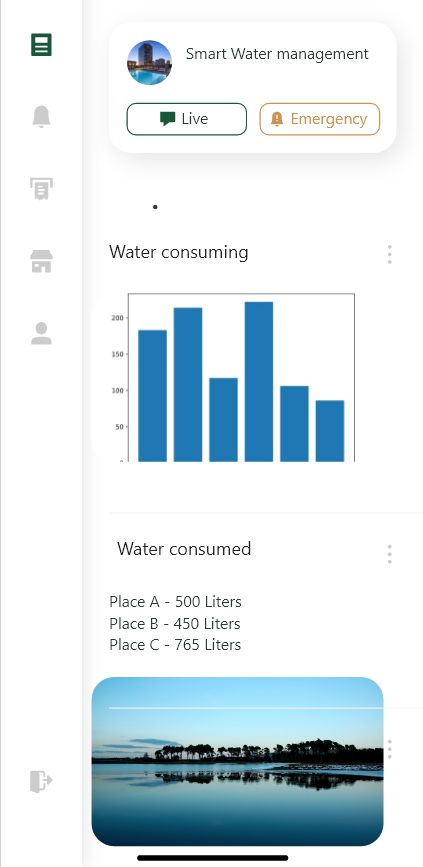 Smart Water management
Live
Emergency
Water consuming
200
150
100
50
Water consumed
Place A - 500 Liters
Place B - 450 Liters
Place C - 765 Liters